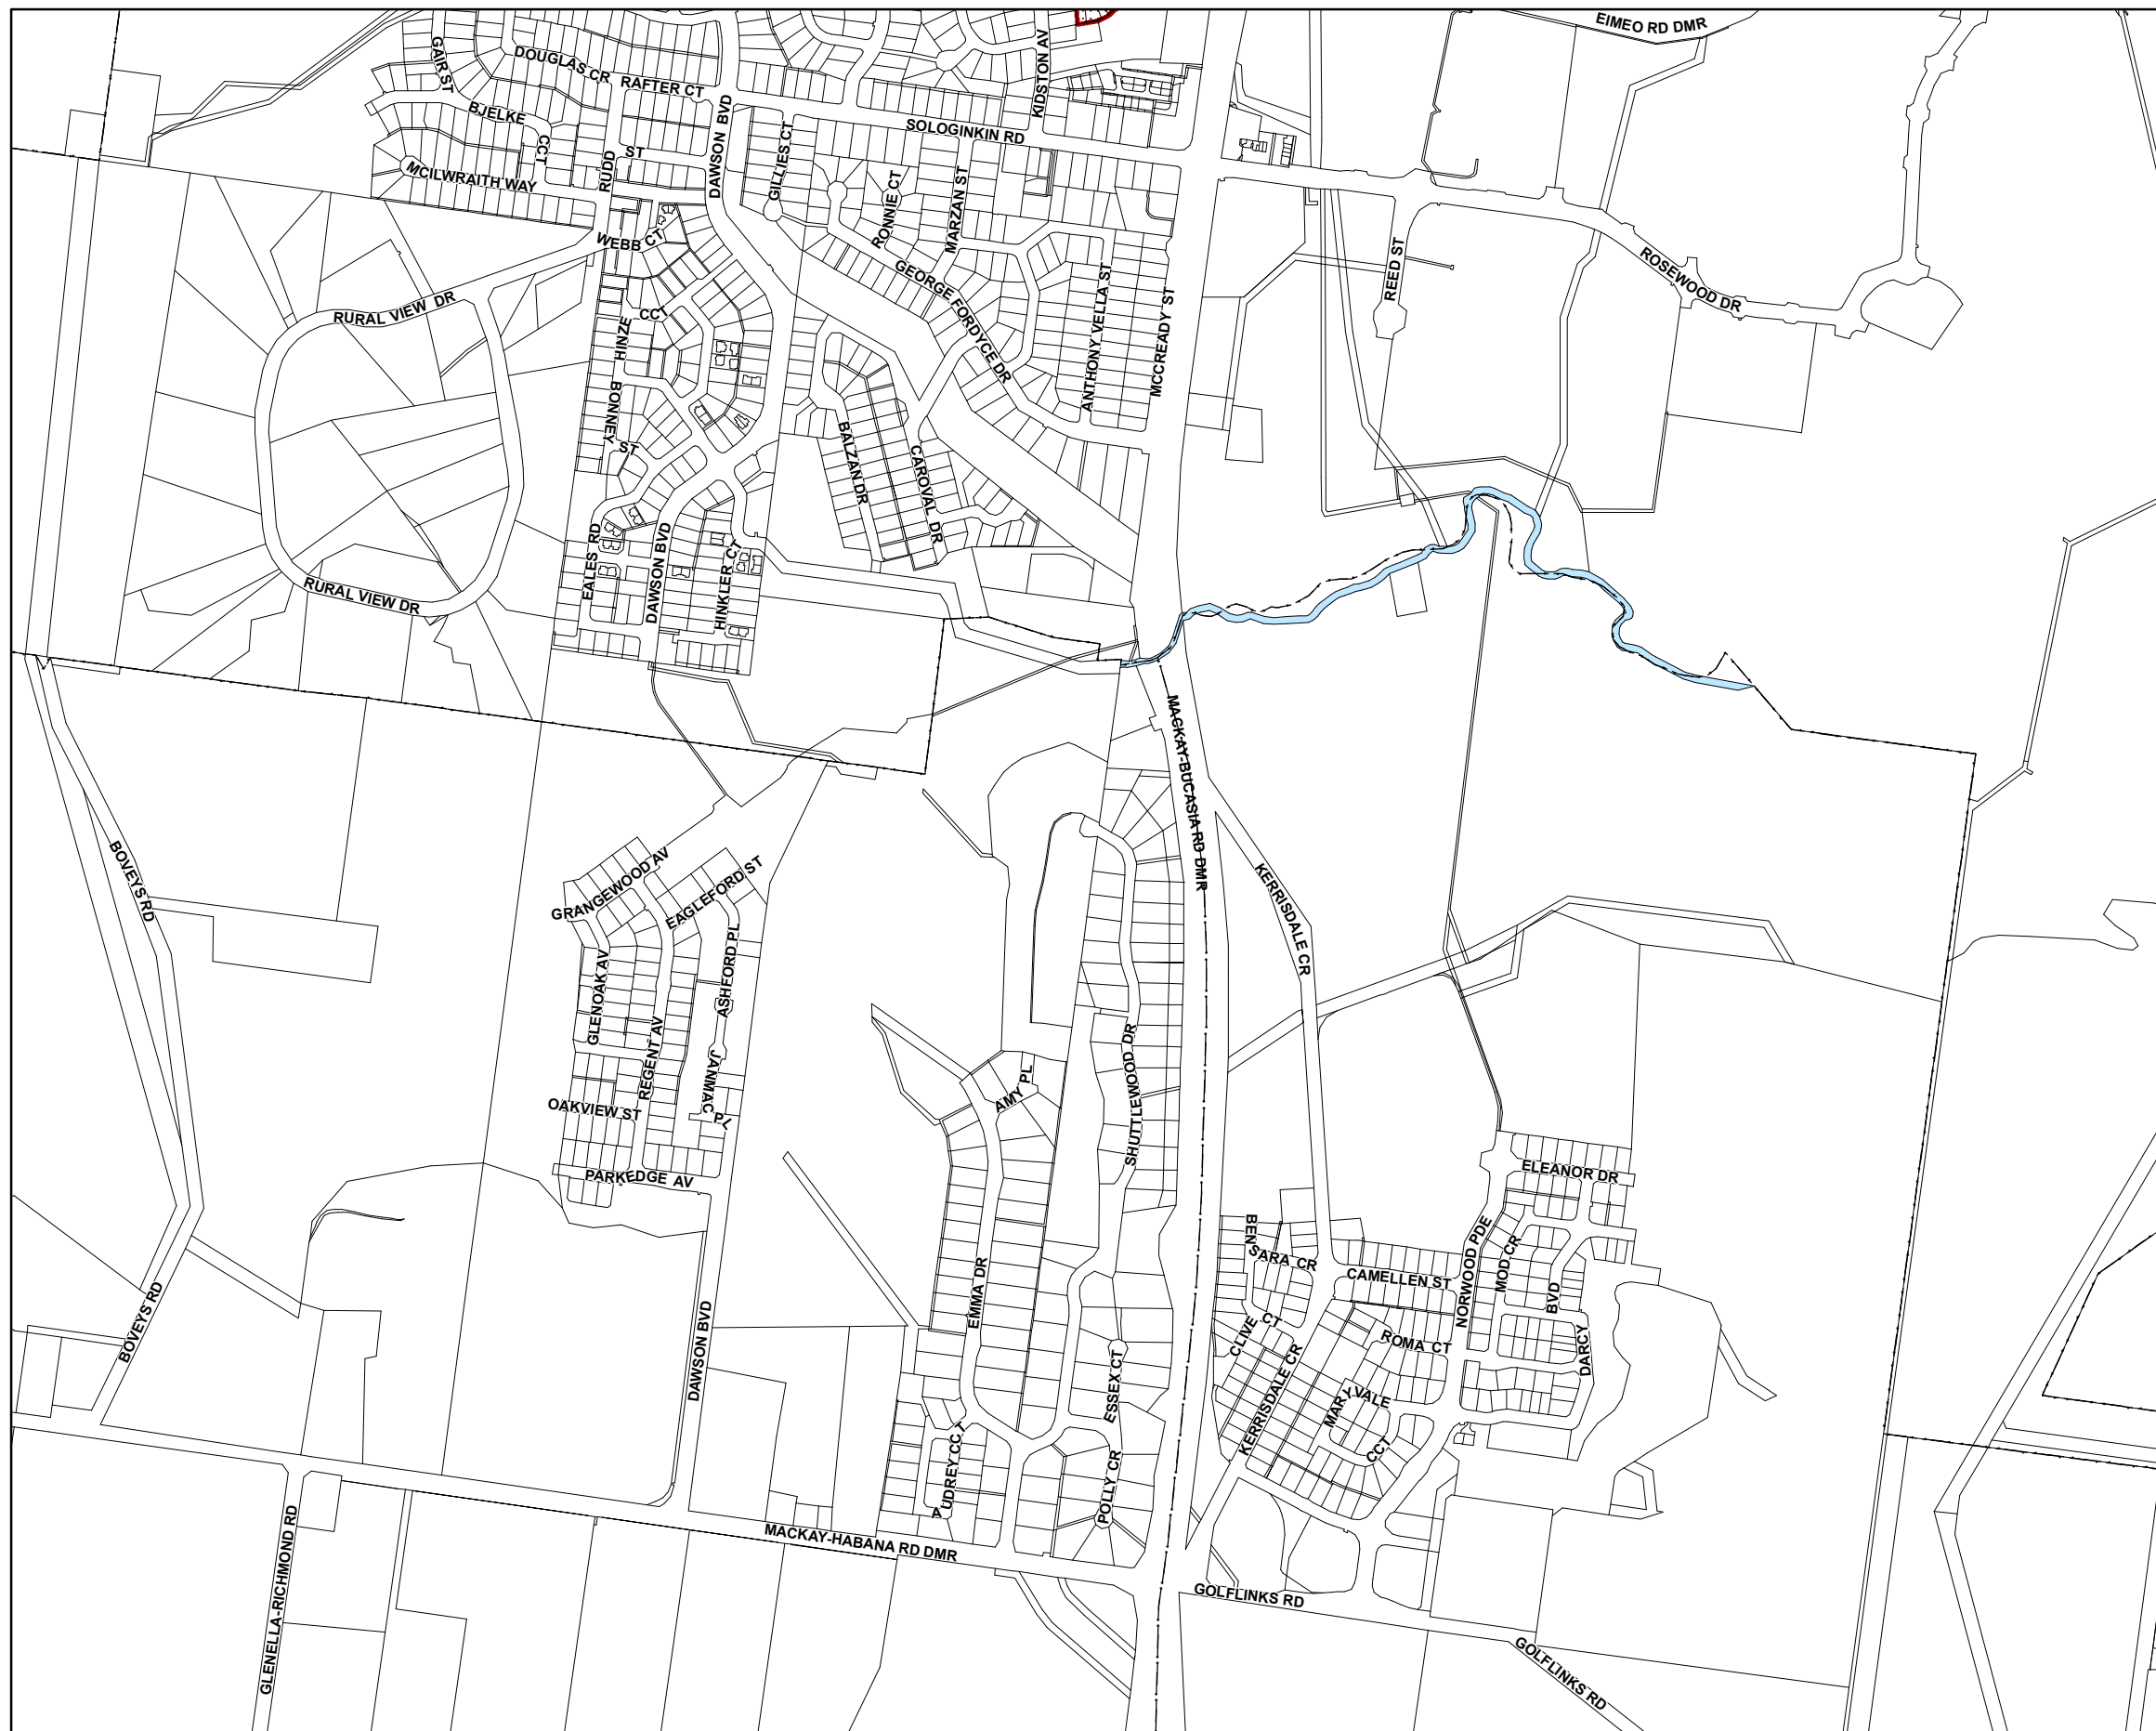 EIMEO RD DMR
GAIR ST
DOUGLAS CR
RAFTER CT
KIDSTON AV
BJELKE
CCT
DAWSON BVD
SOLOGINKIN RD
GILLIES CT
RUDD
ST
MCILWRAITH WAY
RONNIE CT
MARZAN ST
WEBB CT
GEORGE FORDYCE DR
REED ST
ROSEWOOD DR
RURAL VIEW DR
HINZE
CCT
ANTHONY VELLA ST
MCCREADY ST
BONNEY
ST
BALZAN DR
CAROVAL DR
EALES RD
DAWSON BVD
HINKLER CT
RURAL VIEW DR
MACKAY-BUCASIA RD DMR
BOVEYS RD
GRANGEWOOD AV
EAGLEFORD ST
KERRISDALE CR
GLENOAK AV
ASHFORD PL
REGENT AV
JANMAC
PL
AMY PL
SHUTTLEWOOD DR
OAKVIEW ST
PARKEDGE AV
ELEANOR DR
BEN
SARA CR
CAMELLEN ST
NORWOOD PDE
MOD CR
BVD
DARCY
EMMA DR
BOVEYS RD
DAWSON BVD
CLIVE CT
ROMA CT
ESSEX CT
KERRISDALE CR
MARYVALE
CCT
AUDREY CCT
POLLY CR
GLENELLA-RICHMOND RD
MACKAY-HABANA RD DMR
GOLFLINKS RD
GOLFLINKS RD